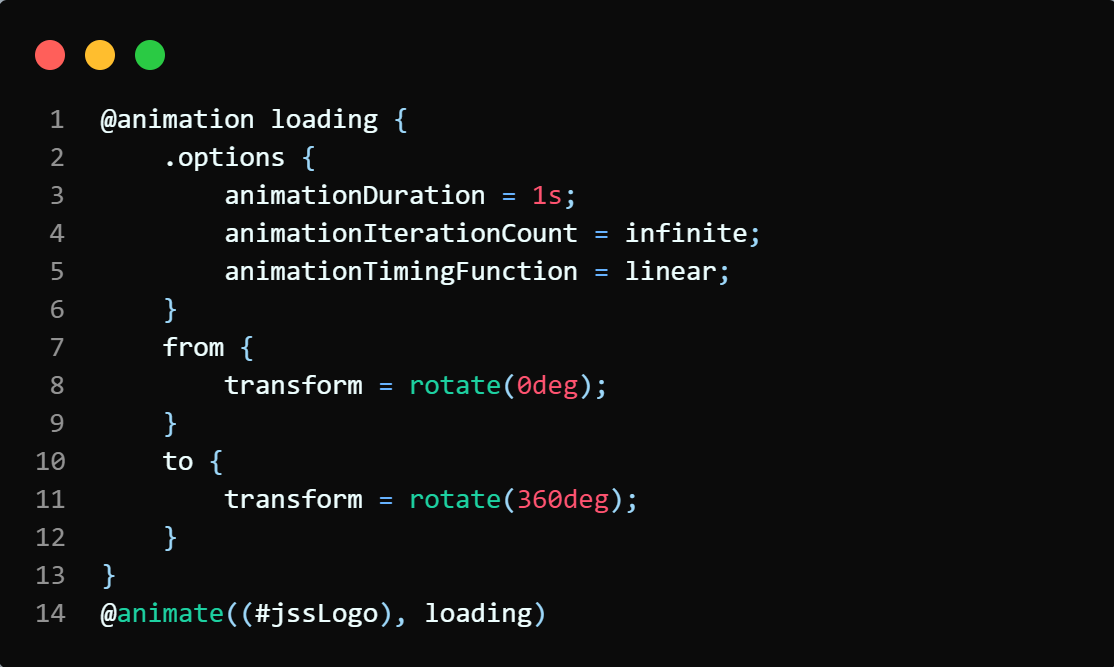 1 @animation loading {
2     .options {
3         animationDuration = 1s;
4         animationIterationCount = infinite;
5         animationTimingFunction = linear;
6     }
7     from {
8         transform = rotate(0deg);
9     }
10     to {
11         transform = rotate(360deg);
12     }
13 }
14 @animate((#jssLogo), loading)